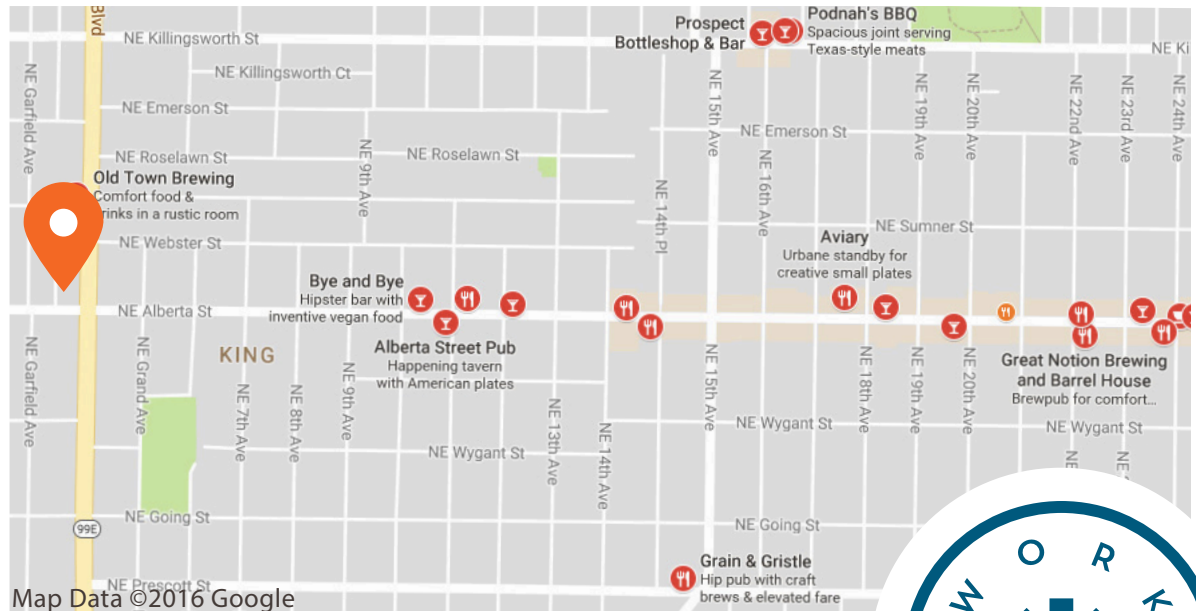 Blvd
Prospect
Bottleshop & Bar
Podnah's BBQ
Spacious joint serving
Texas-style meats
NE Killingsworth St
NE Ki
NE Killingsworth Ct
NE Garfield Ave
NE 15th Ave
NE 19th Ave
NE 20th Ave
NE 22nd Ave
NE 23rd Ave
NE 24th Ave
NE Emerson St
NE Emerson St
NE Roselawn St
NE Roselawn St
NE 9th Ave
NE 16th Ave
Old Town Brewing
Comfort food &
rinks in a rustic room
NE 14th Pl
NE Sumner St
NE Webster St
Aviary
Urbane standby for
creative small plates
Bye and Bye
Hipster bar with
inventive vegan food
NE Alberta St
Alberta Street Pub
Happening tavern
with American plates
KING
NE Garfield Ave
NE Grand Ave
NE 7th Ave
NE 8th Ave
NE 9th Ave
NE 13th Ave
NE 14th Ave
NE 15th Ave
NE 18th Ave
NE 19th Ave
NE 20th Ave
Great Notion Brewing
and Barrel House
Brewpub for comfort...
NE Wygant St
NE Wygant St
NE Wygant St
NE
NE
NE Going St
NE Going St
99E
Grain & Gristle
Hip pub with craft
brews & elevated fare
NE Prescott St
Map Data ©2016 Google
WORK